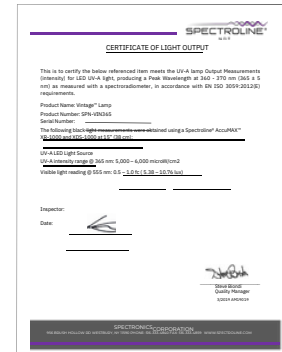 SPECTROLINE®
CERTIFICATE OF LIGHT OUTPUT
This is to certify the below referenced item meets the UV-A lamp Output Measurements
(intensity) for LED UV-A light, producing a Peak Wavelength at 360 - 370 nm (365 ± 5
nm) as measured with a spectroradiometer, in accordance with EN ISO 3059:2012(E)
requirements.
Product Name: Vintage™ Lamp
Product Number: SPN-VIN365
Serial Number:
The following black light measurements were obtained using a Spectroline® AccuMAX™
XR-1000 and XDS-1000 at 15" (38 cm):
UV-A LED Light Source
UV-A intensity range @ 365 nm: 5,000 – 6,000 microW/cm2
Visible light reading @ 555 nm: 0.5 – 1.0 fc ( 5.38 – 10.76 lux)
Inspector:
Date:
Steve Biondi
Quality Manager
SPECTRONICS CORPORATION